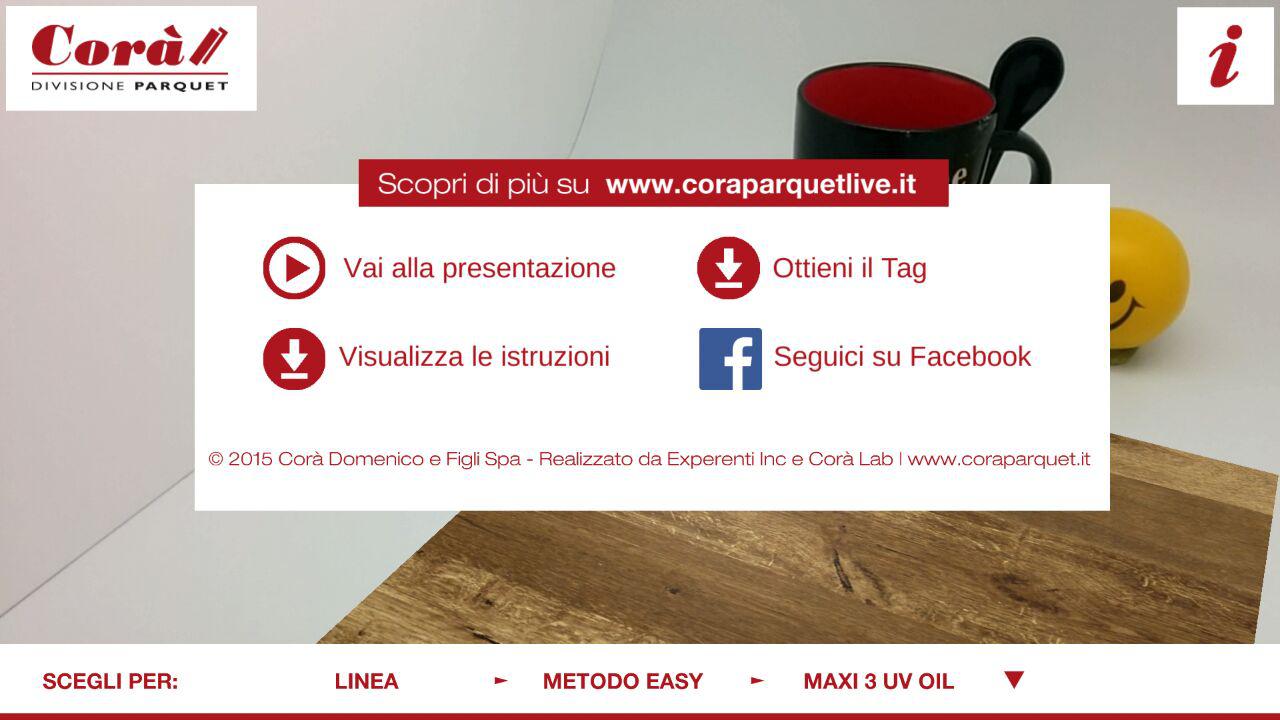 Corà
DIVISIONE PARQUET
i
Scopri di più su www.coraparquetlive.it
Vai alla presentazione
Ottieni il Tag
Visualizza le istruzioni
f
Seguici su Facebook
© 2015 Corà Domenico e Figli Spa - Realizzato da Experenti Inc e Corà Lab | www.coraparquet.it
SCEGLI PER: LINEA ► METODO EASY ► MAXI 3 UV OIL ▼